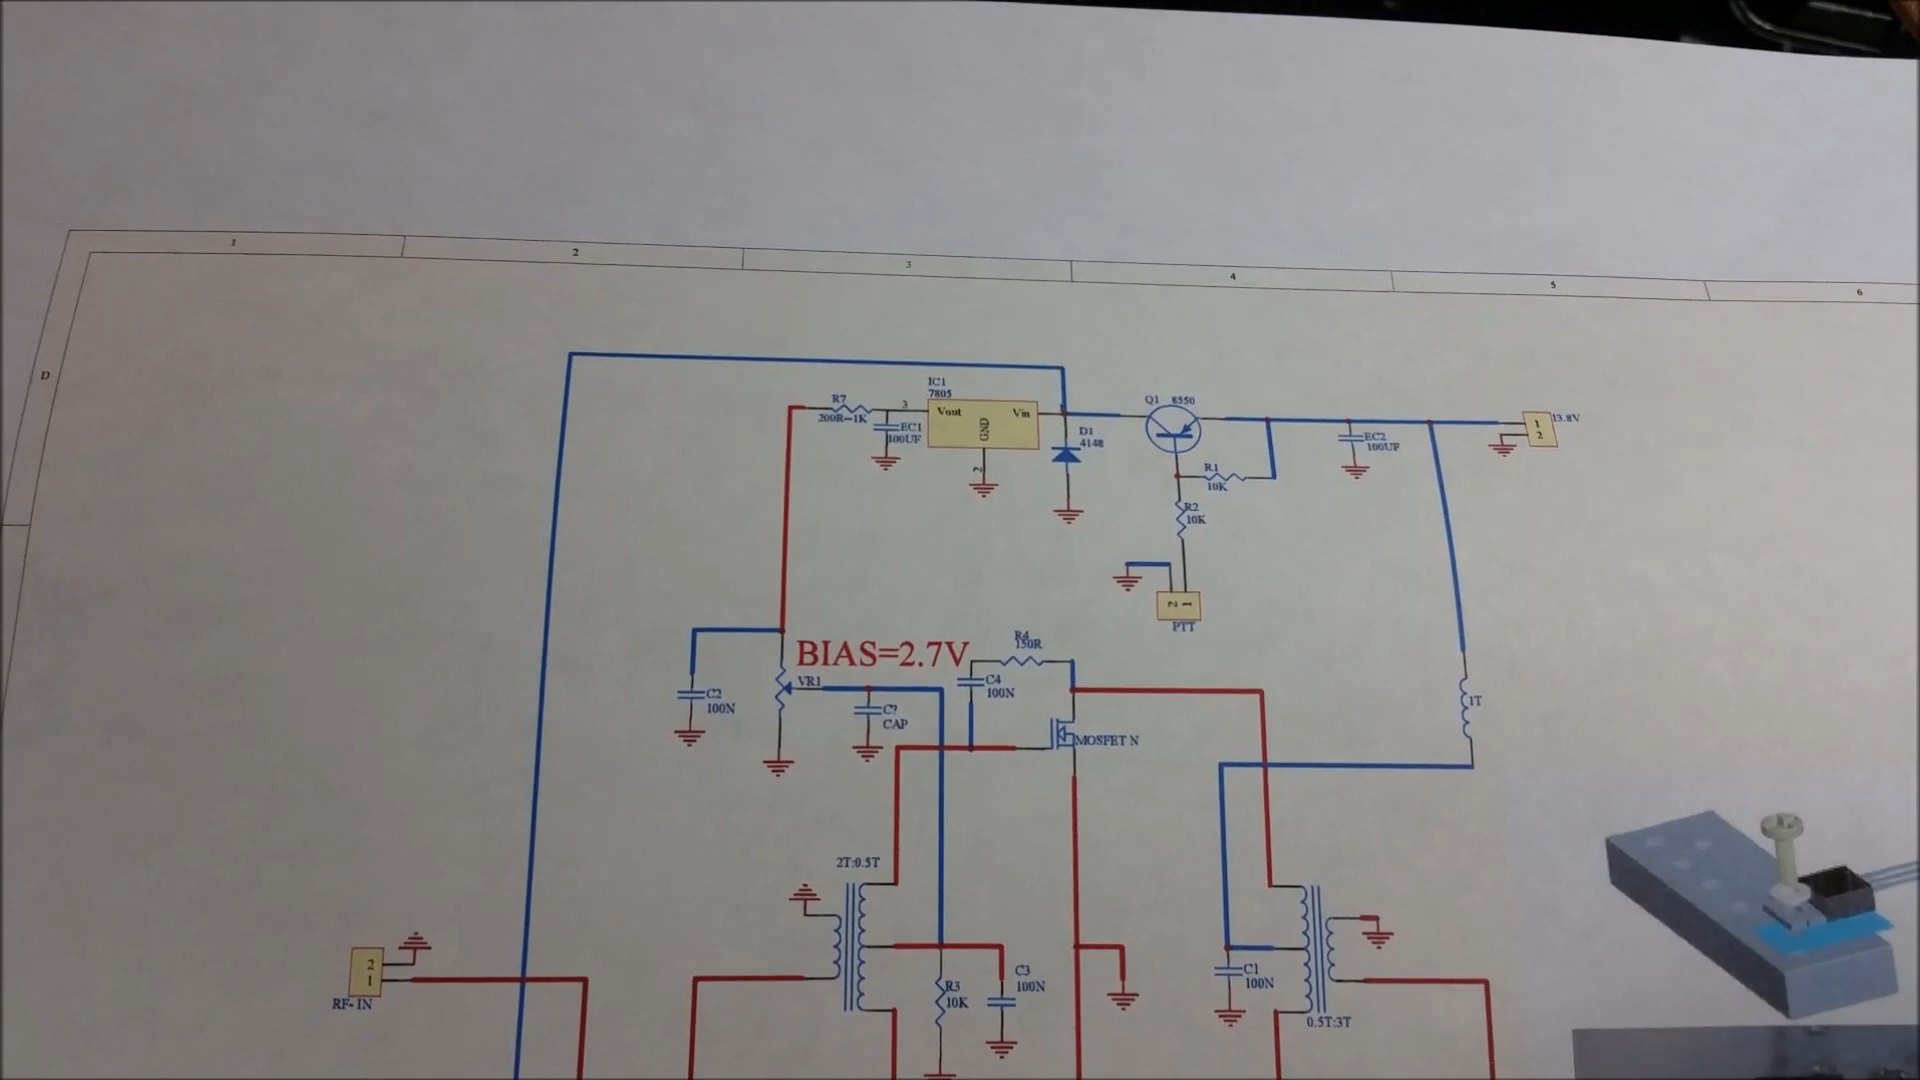 1
2
3
4
5
6
D
IC1
7805
R7
200R-1K
3
Vout
Vin
GND
2
EC1
100UF
D1
4148
Q1
8550
R1
10K
R2
10K
EC2
100UF
1
2
13.8V
2 1
PTT
BIAS=2.7V
VR1
C2
100N
C?
CAP
R4
150R
C4
100N
MOSFET N
1T
2T:0.5T
2
1
RF-IN
R3
10K
C3
100N
C1
100N
0.5T:3T